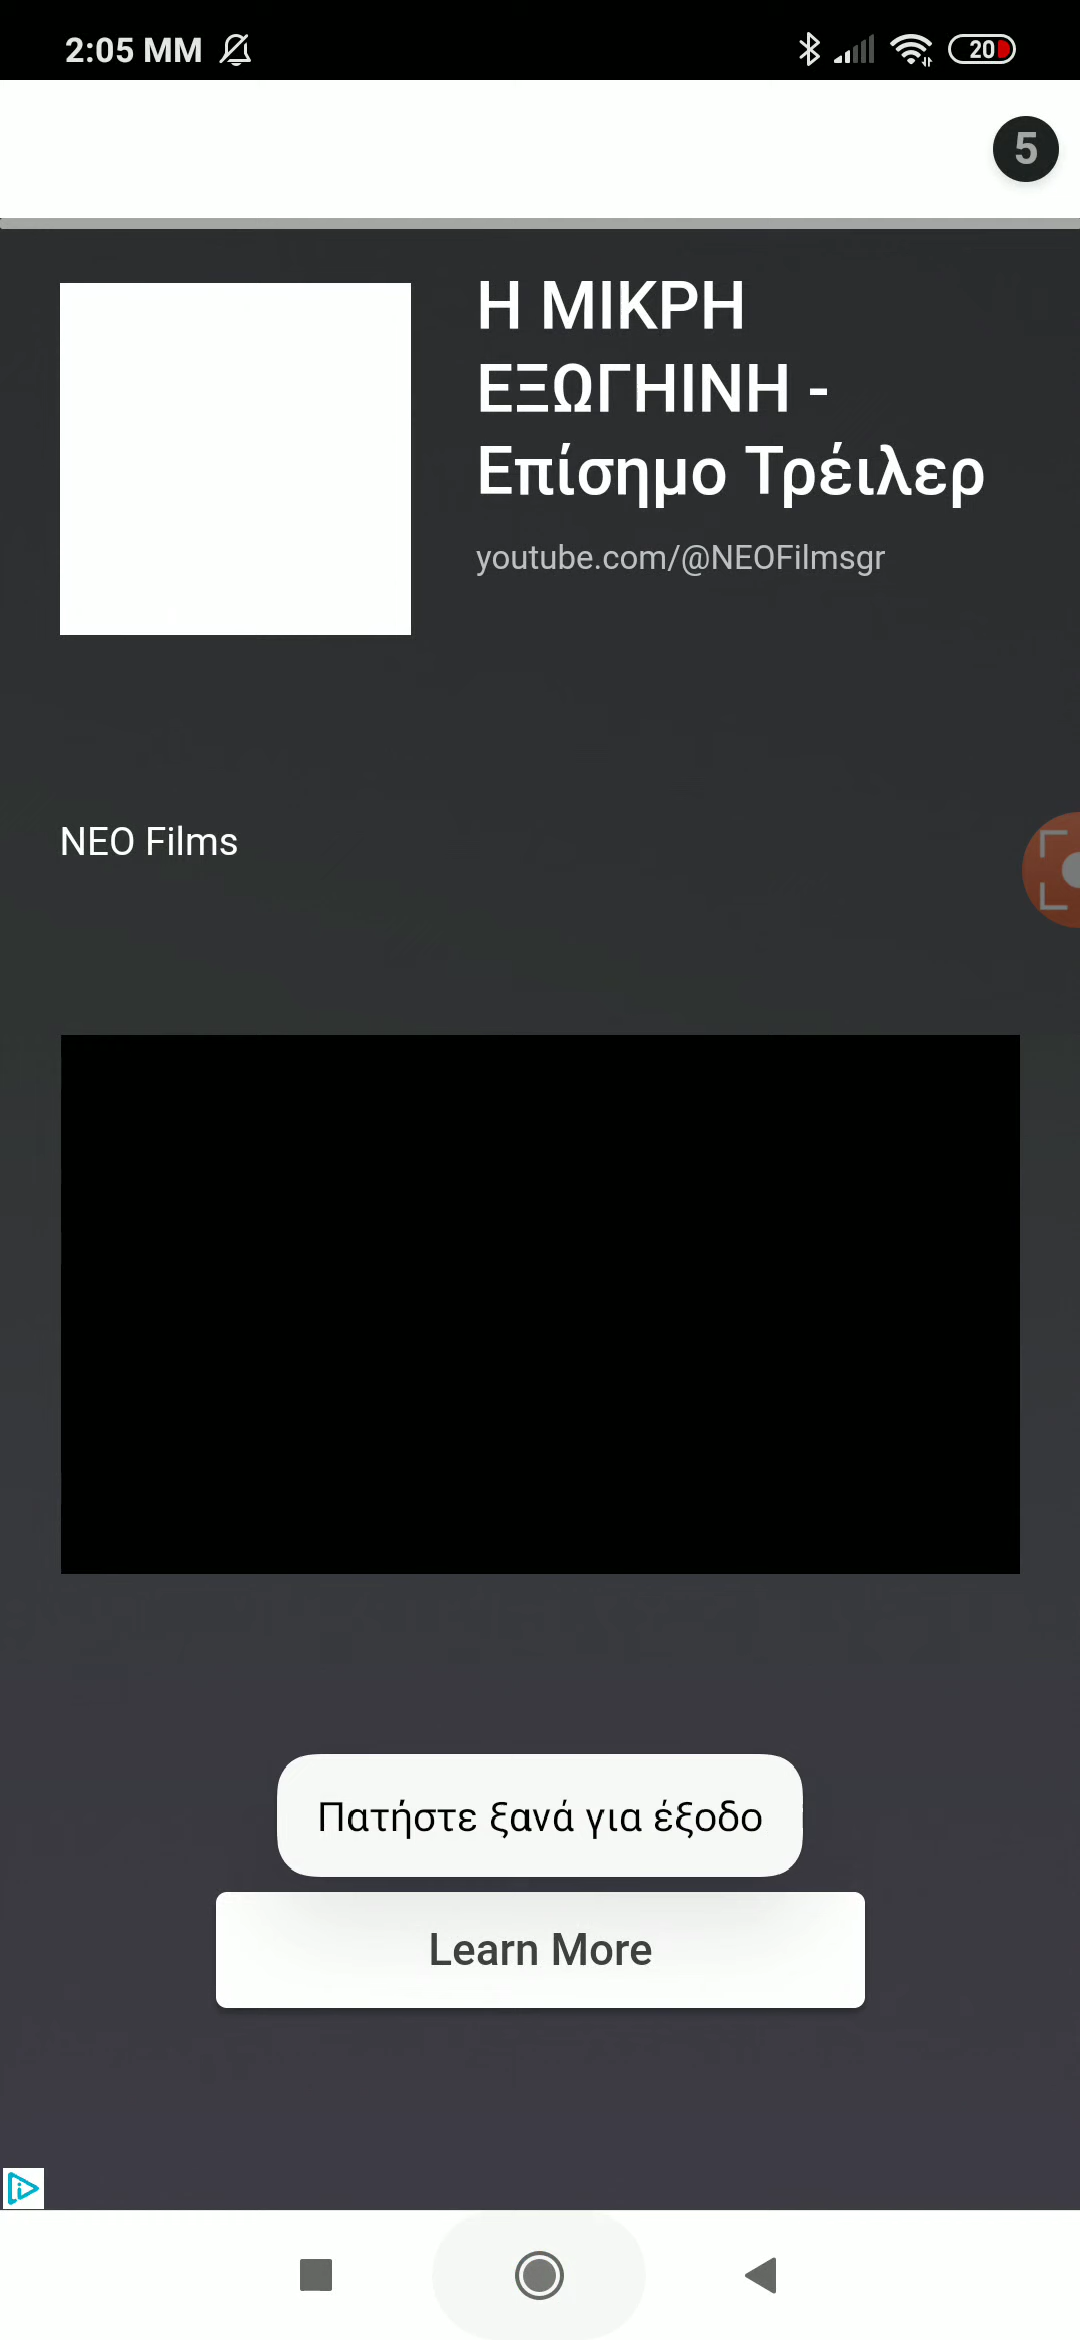 2:05 ΜΜ
20
5
Η ΜΙΚΡΗ
ΕΞΩΓΗΙΝΗ -
Επίσημο Τρέιλερ
youtube.com/@NEOFilmsgr
NEO Films
Πατήστε ξανά για έξοδο
Learn More